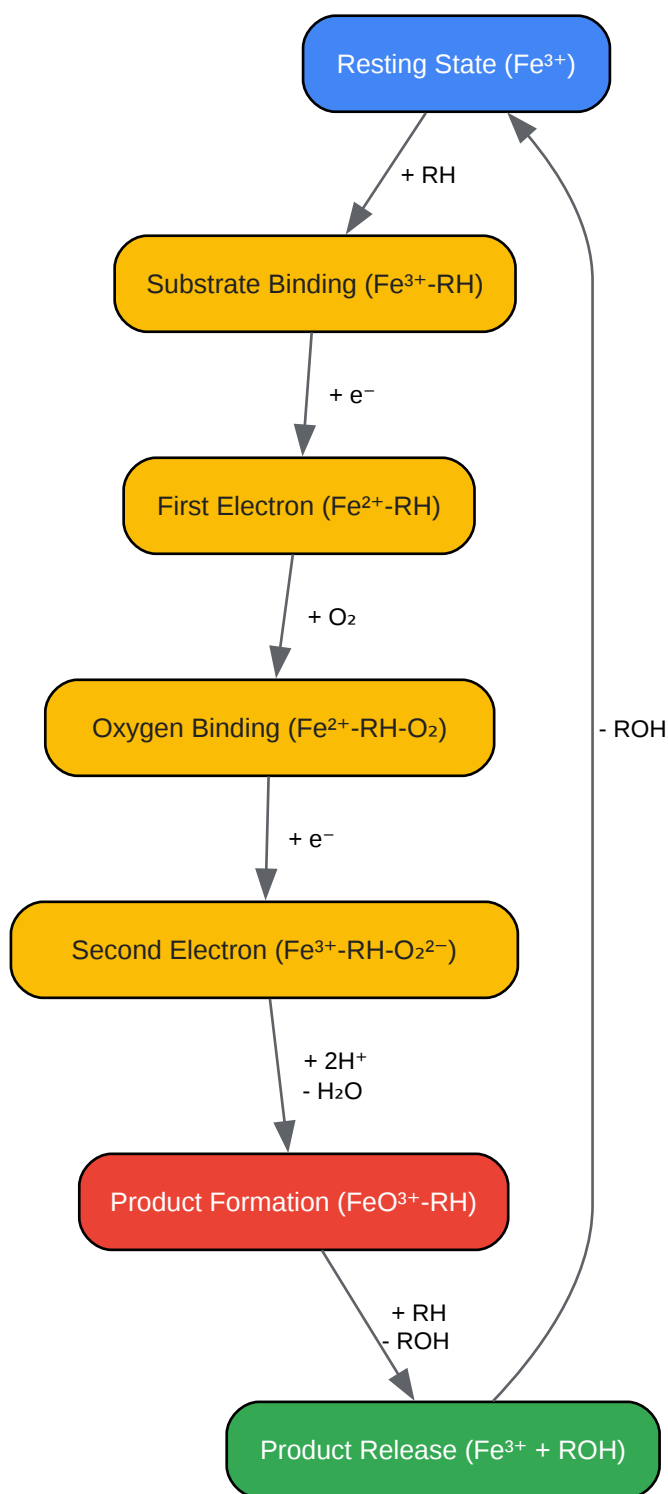 Resting State (Fe³⁺)
+ RH
Substrate Binding (Fe³⁺-RH)
+ e⁻
First Electron (Fe²⁺-RH)
+ O₂
Oxygen Binding (Fe²⁺-RH-O₂)
- ROH
+ e⁻
Second Electron (Fe³⁺-RH-O₂²⁻)
+ 2H⁺
- H₂O
Product Formation (FeO³⁺-RH)
+ RH
- ROH
Product Release (Fe³⁺ + ROH)